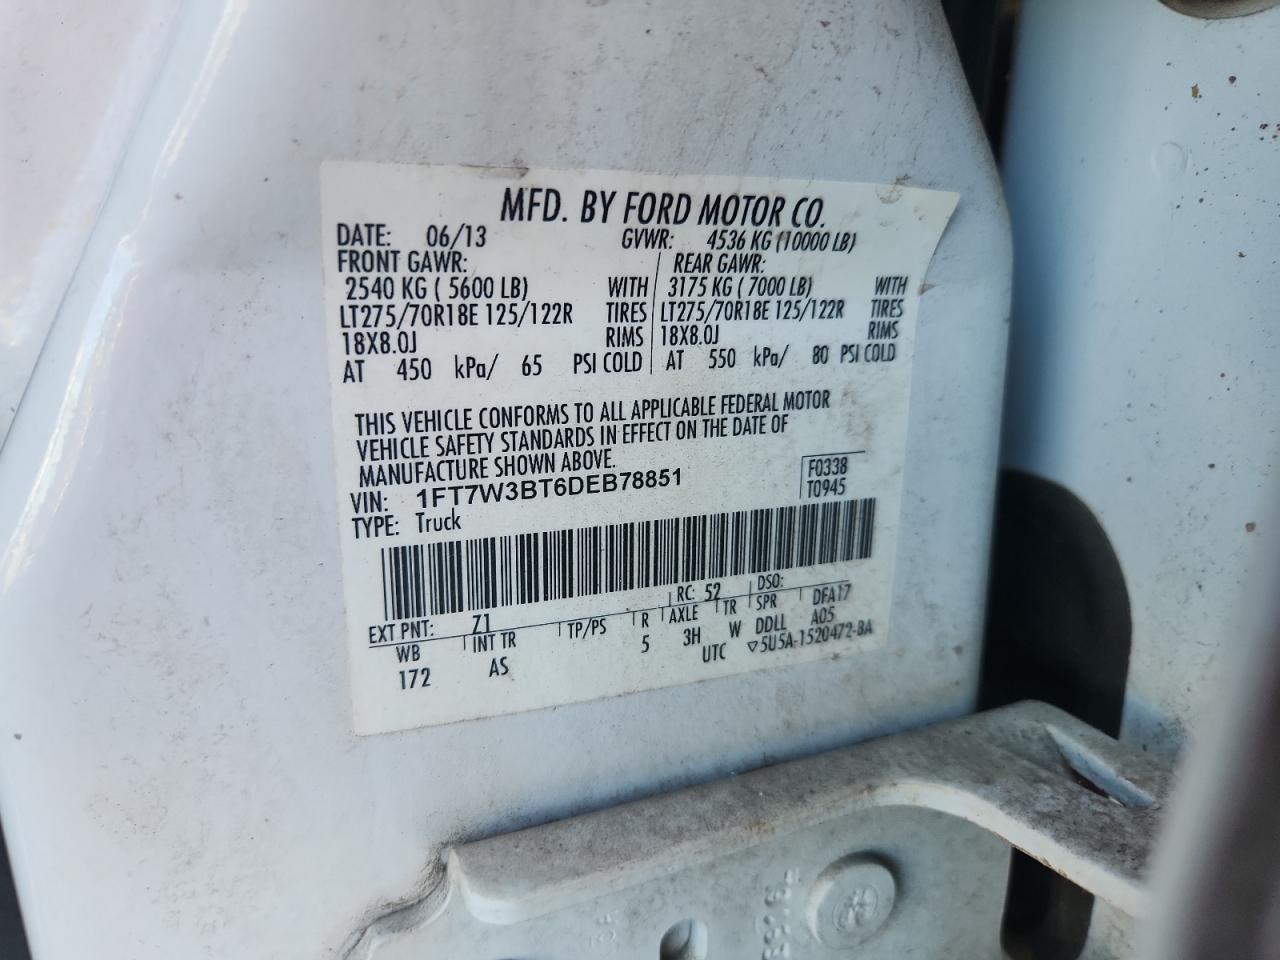 MFD. BY FORD MOTOR CO.
DATE: 06/13 GVWR: 4536 KG (10000 LB)
FRONT GAWR: REAR GAWR:
2540 KG ( 5600 LB) WITH 3175 KG ( 7000 LB) WITH
LT275/70R18E 125/122R TIRES LT275/70R18E 125/122R TIRES
18X8.0J RIMS 18X8.0J RIMS
AT 450 kPa/ 65 PSI COLD AT 550 kPa/ 80 PSI COLD
THIS VEHICLE CONFORMS TO ALL APPLICABLE FEDERAL MOTOR
VEHICLE SAFETY STANDARDS IN EFFECT ON THE DATE OF
MANUFACTURE SHOWN ABOVE.
F0338
VIN: 1FT7W3BT6DEB78851
T0945
TYPE: Truck
EXT PNT: Z1 RC: 52 DSO:
WB INT TR TP/PS R AXLE TR SPR DFA17
172 AS 5 3H W DDLL A05
UTC ▽5U5A-1520472-BA